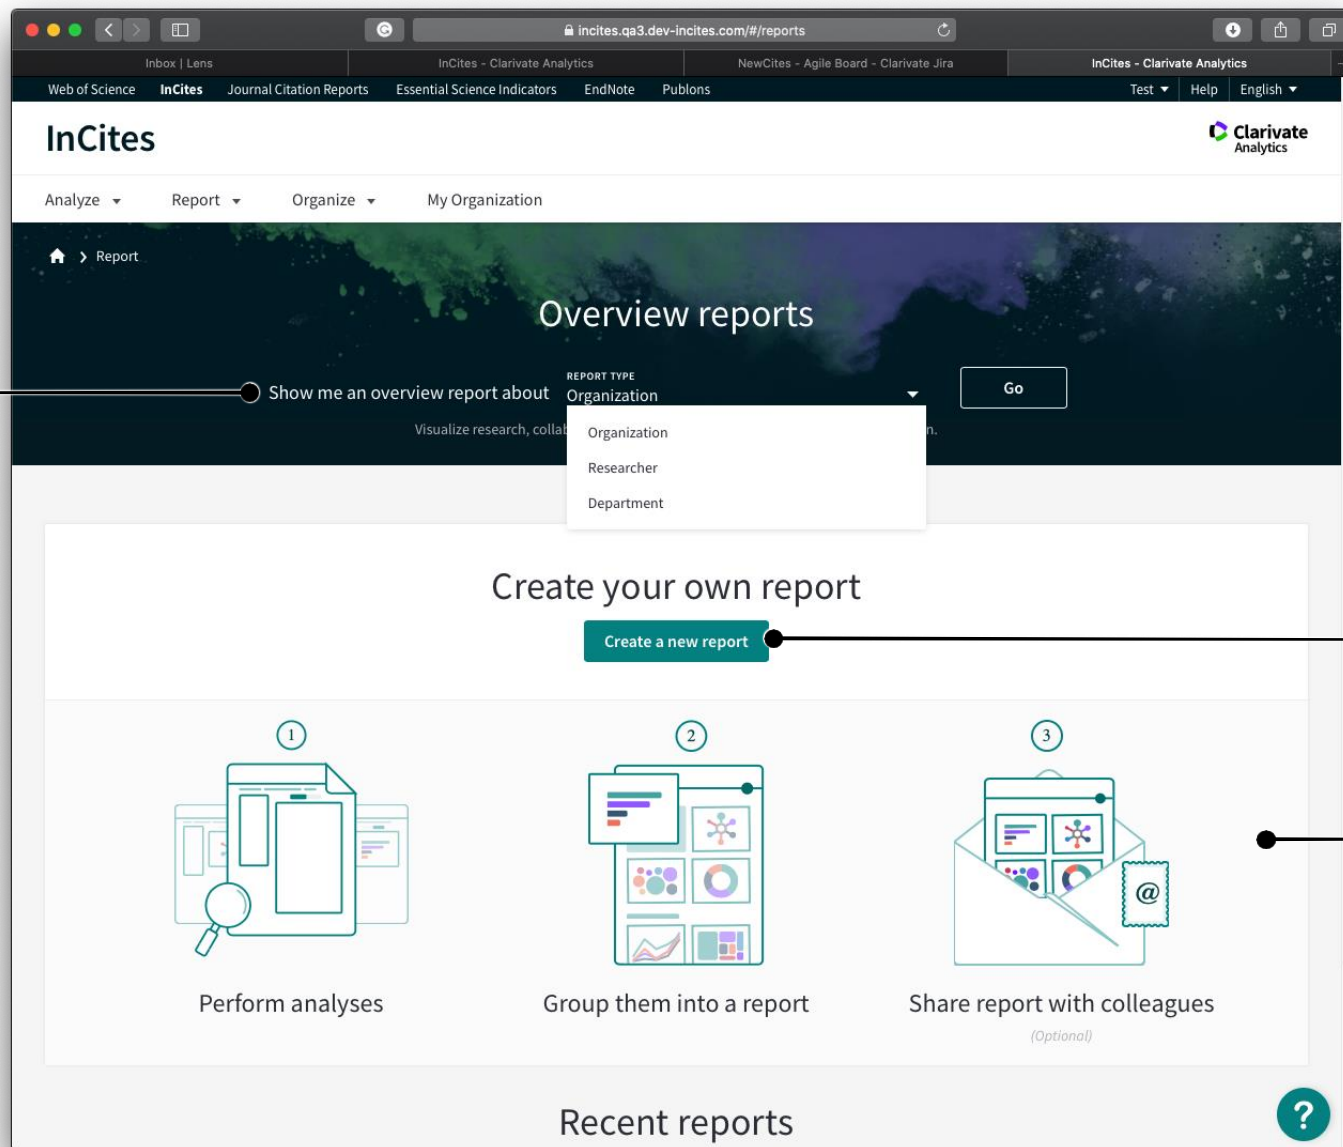 incites.qa3.dev-incites.com/#/reports
Inbox | Lens
InCites - Clarivate Analytics
NewCites - Agile Board - Clarivate Jira
InCites - Clarivate Analytics
Web of Science InCites Journal Citation Reports Essential Science Indicators EndNote Publons Test Help English
InCites
Clarivate
Analytics
Analyze Report Organize My Organization
Report
Overview reports
REPORT TYPE
Show me an overview report about Organization Go
Visualize research, n.
Organization
Researcher
Department
Create your own report
Create a new report
1 2 3
@
Perform analyses Group them into a report Share report with colleagues
(Optional)
Recent reports
?